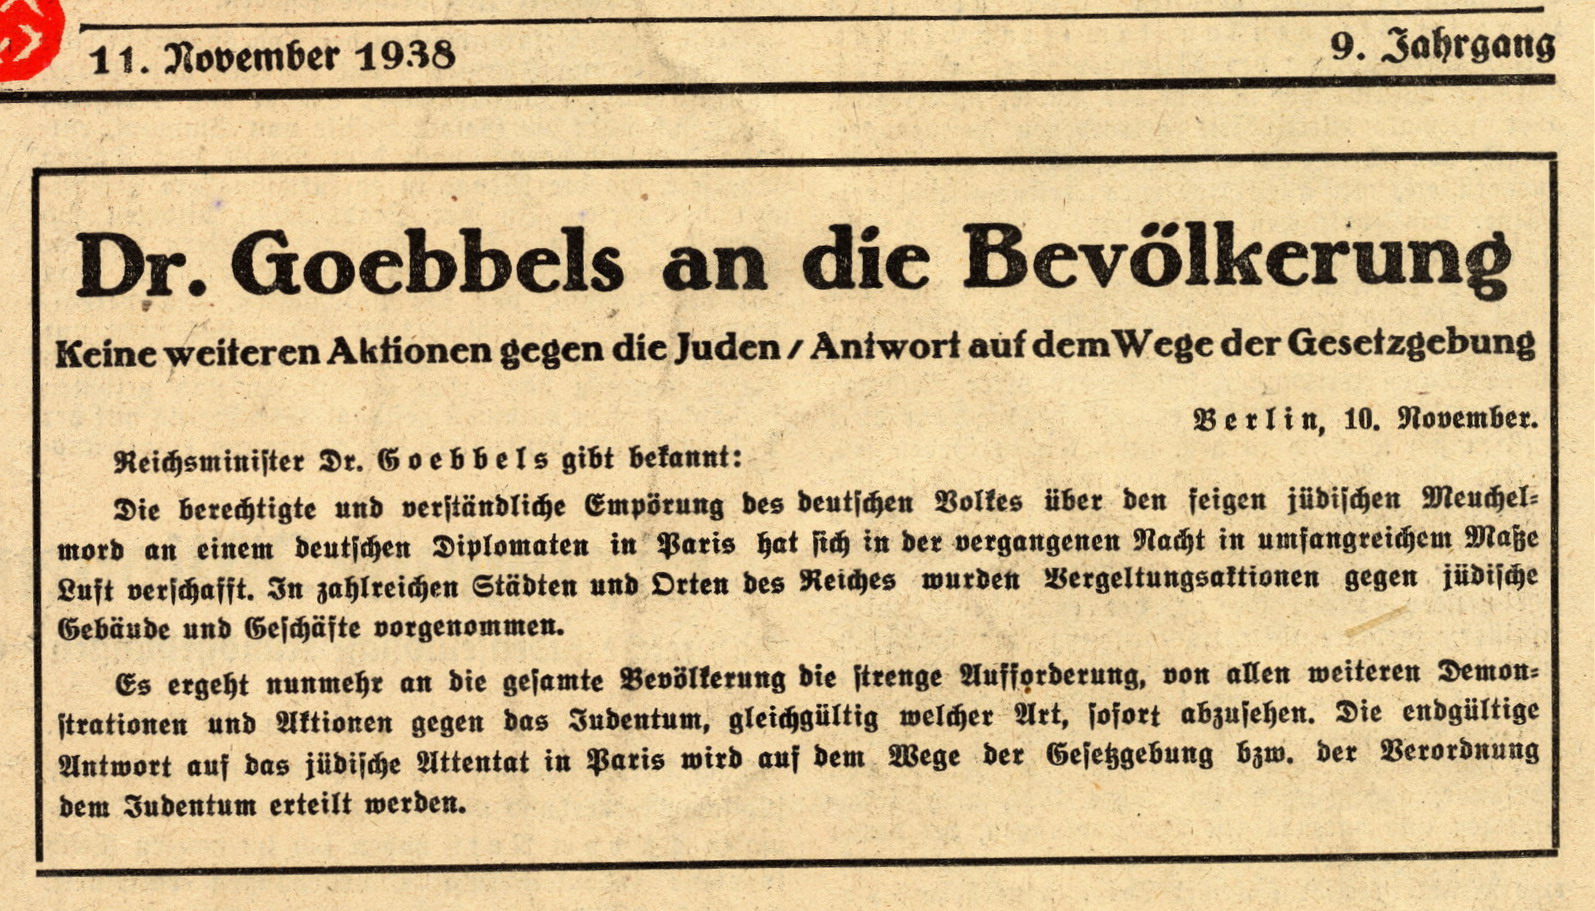 11. November 1938
9. Jahrgang
Dr. Goebbels an die Bevölkerung
Keine weiteren Aktionen gegen die Juden / Antwort auf dem Wege der Gesetzgebung
Berlin, 10. November.
Reichsminister Dr. Goebbels gibt bekannt:
Die berechtigte und verständliche Empörung des deutschen Volkes über den feigen jüdischen Meuchel-
mord an einem deutschen Diplomaten in Paris hat sich in der vergangenen Nacht in umfangreichem Maße
Luft verschafft. In zahlreichen Städten und Orten des Reiches wurden Vergeltungsaktionen gegen jüdische
Gebäude und Geschäfte vorgenommen.
Es ergeht nunmehr an die gesamte Bevölkerung die strenge Aufforderung, von allen weiteren Demon-
strationen und Aktionen gegen das Judentum, gleichgültig welcher Art, sofort abzusehen. Die endgültige
Antwort auf das jüdische Attentat in Paris wird auf dem Wege der Gesetzgebung bzw. der Verordnung
dem Judentum erteilt werden.